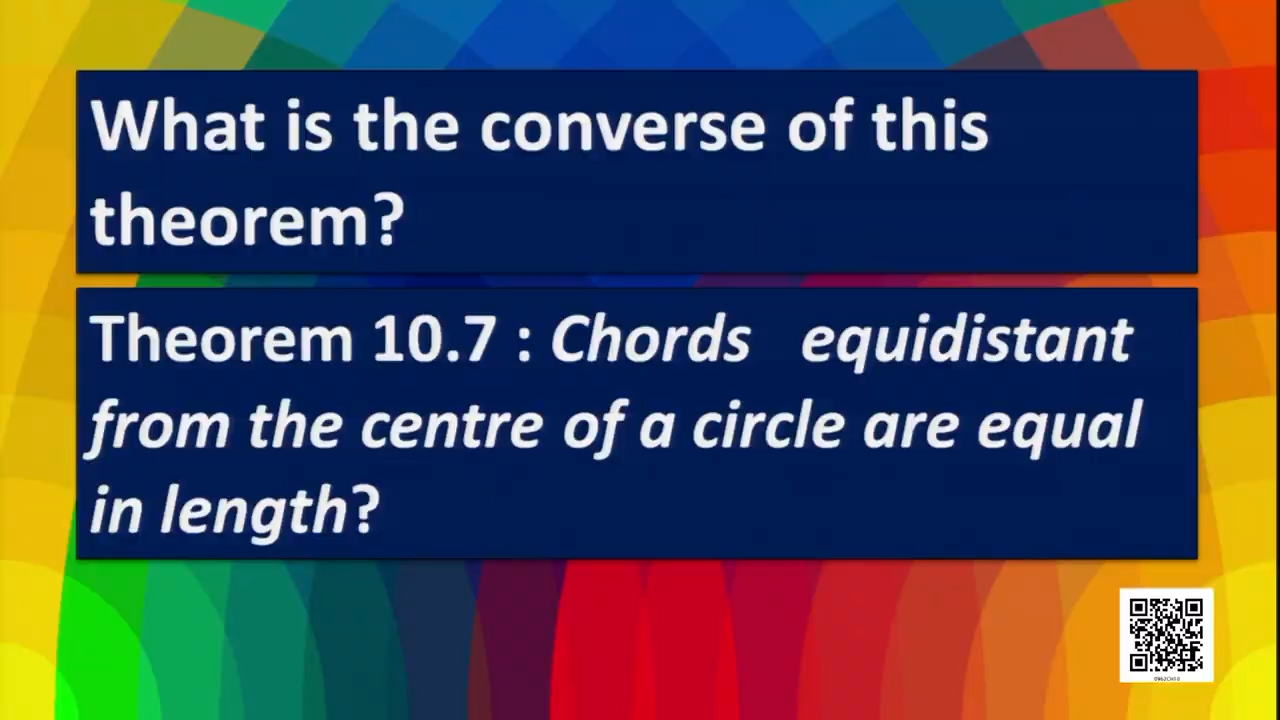 What is the converse of this
theorem?
Theorem 10.7 : Chords equidistant
from the centre of a circle are equal
in length?